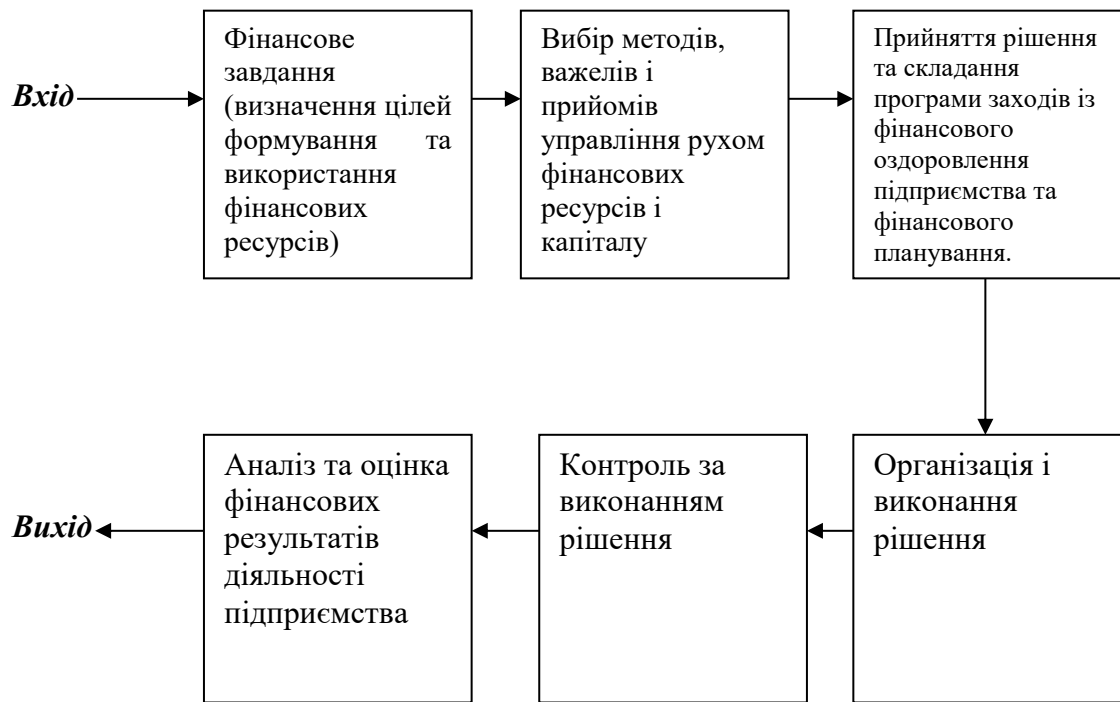 Вхід
Фінансове
завдання
(визначення цілей
формування та
використання
фінансових
ресурсів)
Вибір методів,
важелів і
прийомів
управління рухом
фінансових
ресурсів і
капіталу
Прийняття рішення
та складання
програми заходів із
фінансового
оздоровлення
підприємства та
фінансового
планування.
Організація і
виконання
рішення
Контроль за
виконанням
рішення
Аналіз та оцінка
фінансових
результатів
діяльності
підприємства
Вихід